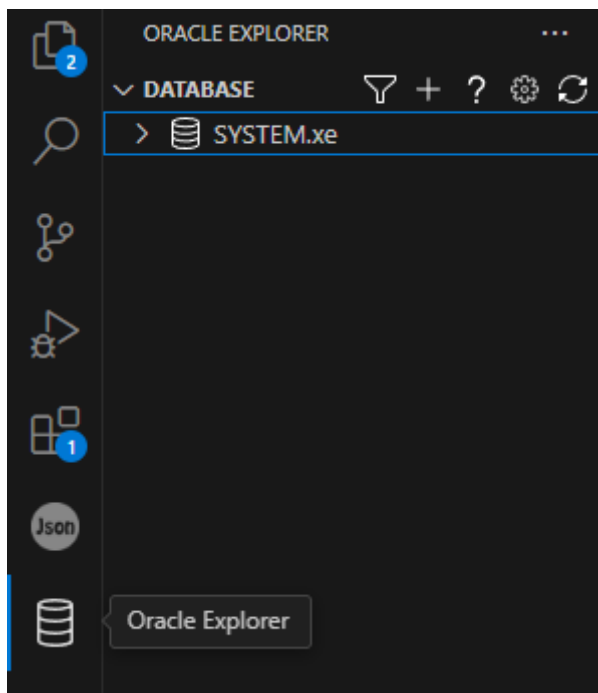 ORACLE EXPLORER
2
DATABASE
SYSTEM.xe
1
Json
Oracle Explorer